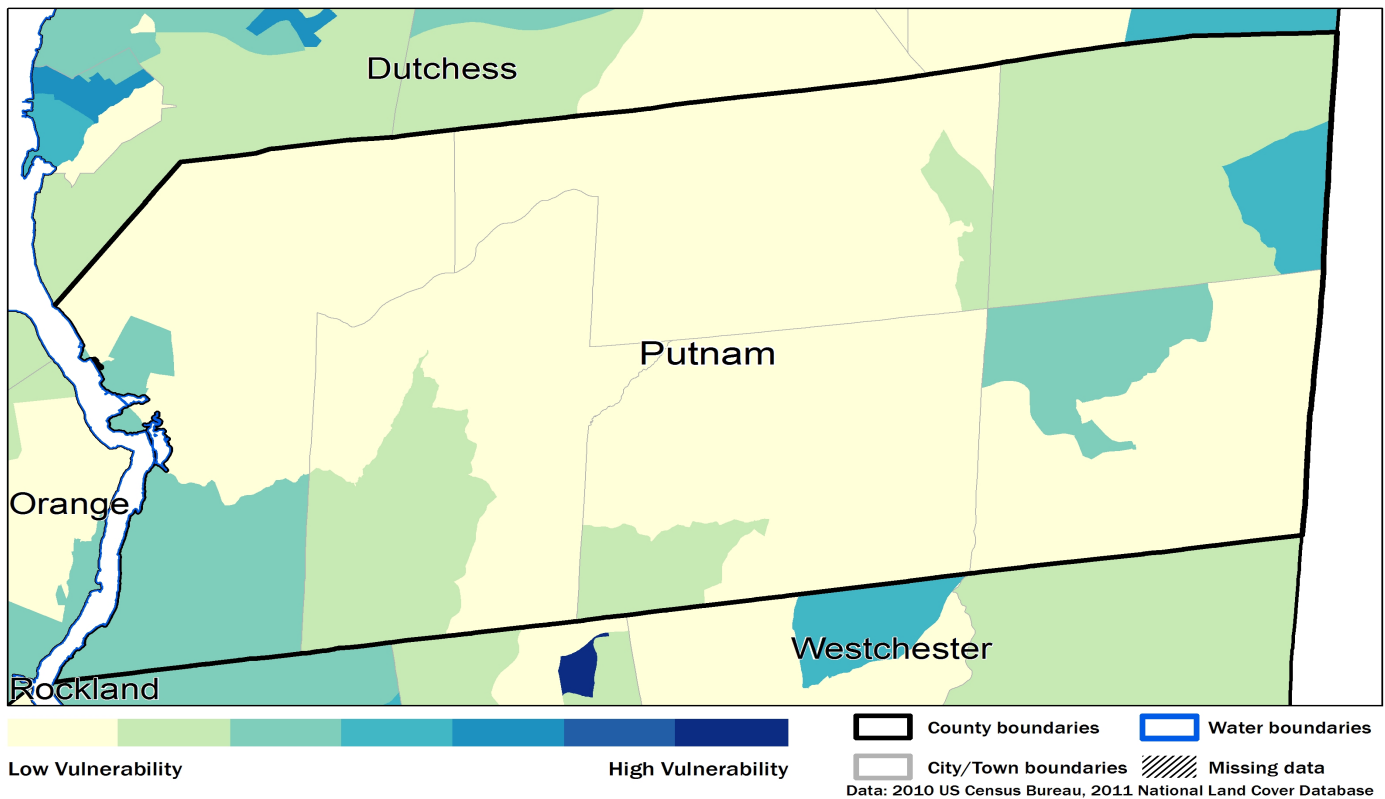 Dutchess
Putnam
Orange
Westchester
Rockland
Low Vulnerability
High Vulnerability
County boundaries
Water boundaries
City/Town boundaries
Missing data
Data: 2010 US Census Bureau, 2011 National Land Cover Database